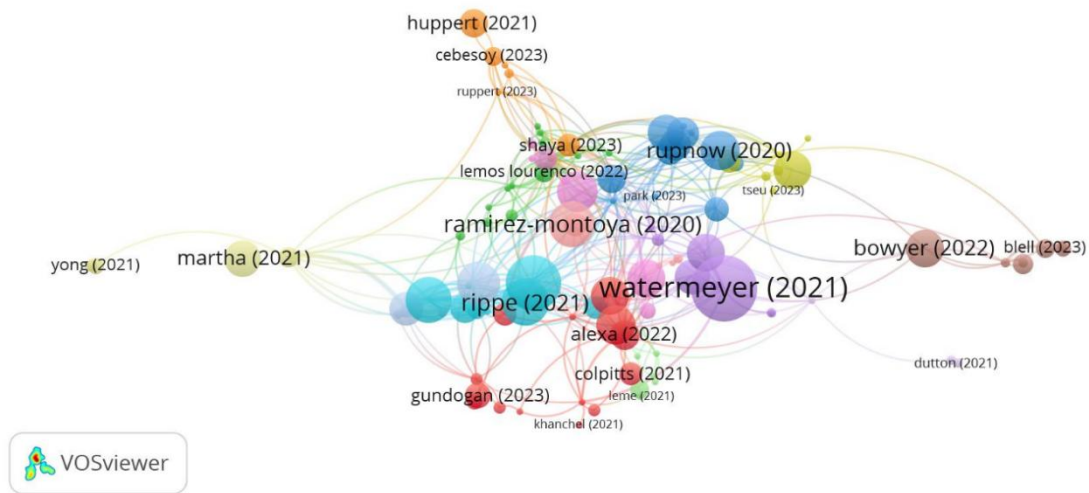 huppert (2021)
cebesoy (2023)
ruppert (2023)
shaya (2023)
rupnow (2020)
lemos lourenco (2022)
tseu (2023)
park (2023)
ramirez-montoya (2020)
bowyer (2022)
blell (2023)
martha (2021)
yong (2021)
watermeyer (2021)
rippe (2021)
alexa (2022)
dutton (2021)
colpitts (2021)
gundogan (2023)
leme (2021)
khanchel (2021)
VOSviewer